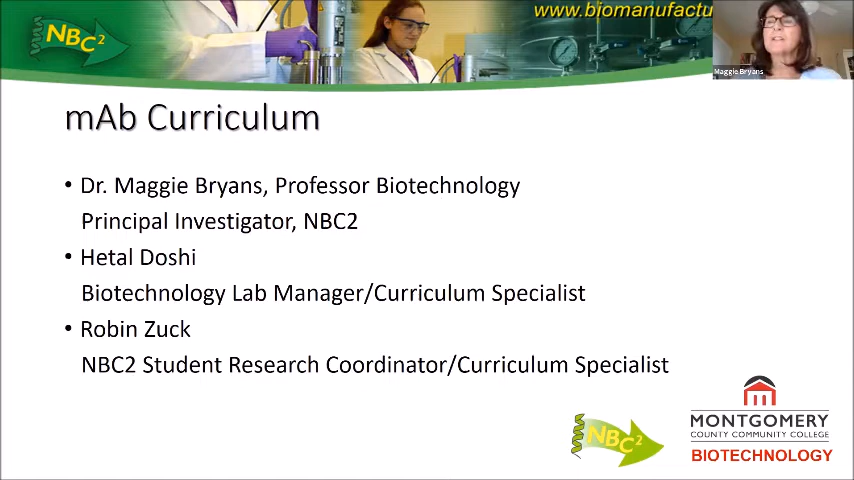 www.biomanufactu
NBC2
Maggie Bryans
mAb Curriculum
• Dr. Maggie Bryans, Professor Biotechnology
Principal Investigator, NBC2
• Hetal Doshi
Biotechnology Lab Manager/Curriculum Specialist
• Robin Zuck
NBC2 Student Research Coordinator/Curriculum Specialist
NBC2
MONTGOMERY
COUNTY COMMUNITY COLLEGE
BIOTECHNOLOGY